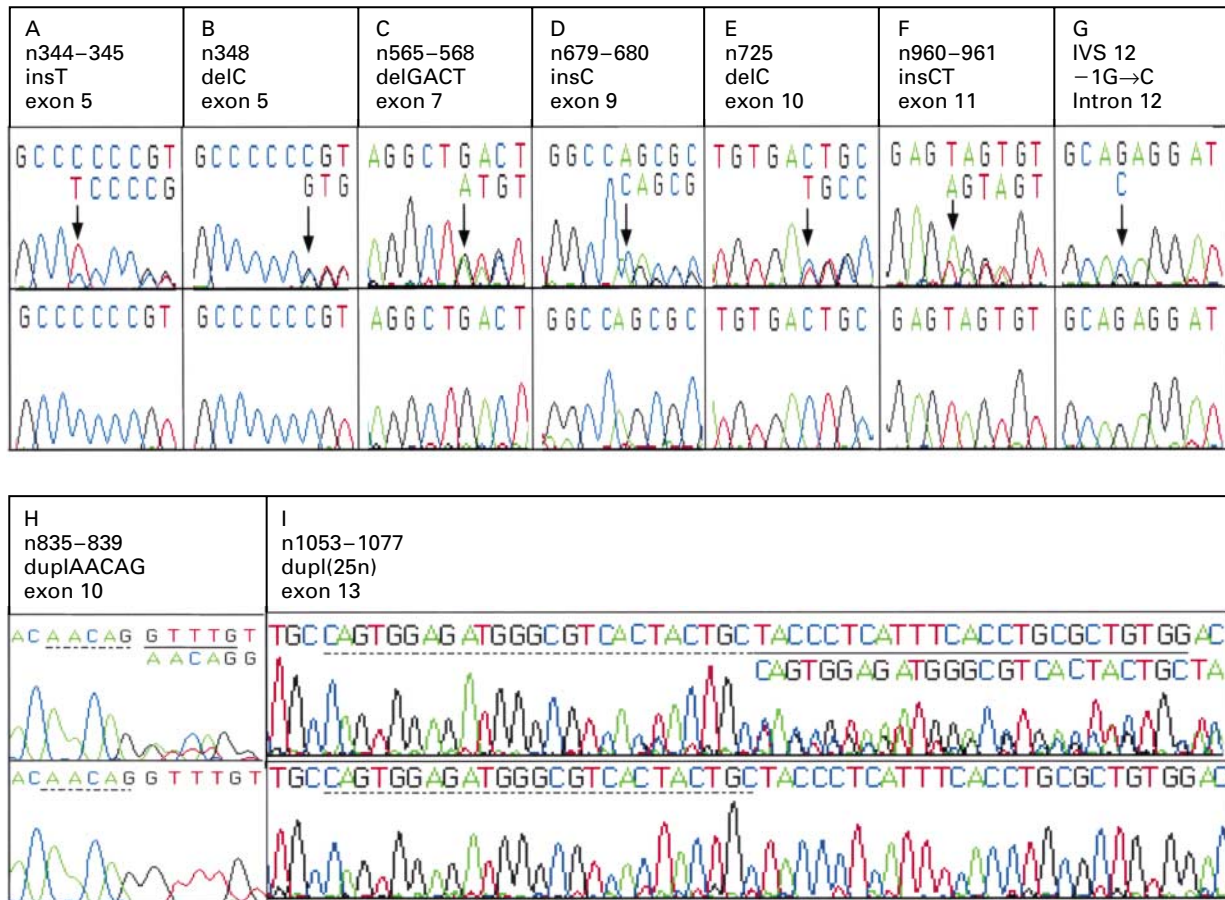 A
n344–345
insT
exon 5
B
n348
delC
exon 5
C
n565–568
delGACT
exon 7
D
n679–680
insC
exon 9
E
n725
delC
exon 10
F
n960–961
insCT
exon 11
G
IVS 12
−1G→C
Intron 12
GCCCCCCGT
TCCCCG
GCCCCCCGT
GTG
AGGCTGACT
ATGT
GGCCAGCGC
CAGCG
TGTGACTGC
TGCC
GAGTAGTGT
AGTAGT
GCAGAGGAT
C
GCCCCCCGT
GCCCCCCGT
AGGCTGACT
GGCCAGCGC
TGTGACTGC
GAGTAGTGT
GCAGAGGAT
H
n835–839
duplAACAG
exon 10
I
n1053–1077
dupl(25n)
exon 13
ACAACAG GTTTGT
AACAGG
TGCCAGTGGAGATGGGCGTCACTACTGCTACCCTCATTTCACCTGCGCTGTGGAC
CAGTGGAGATGGGCGTCACTACTGCTA
ACAACAGGTTTGT
TGCCAGTGGAGATGGGCGTCACTACTGCTACCCTCATTTCACCTGCGCTGTGGAC